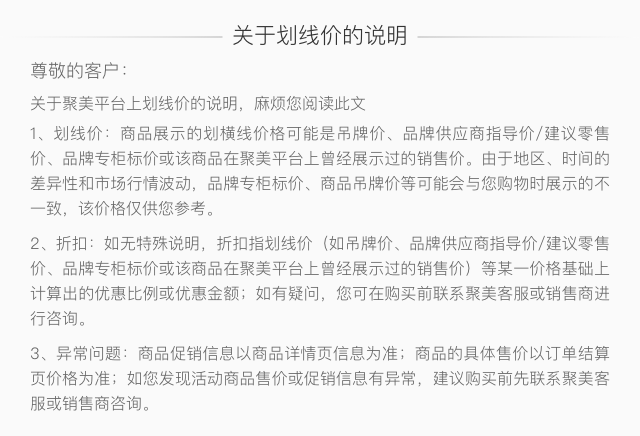 关于划线价的说明
尊敬的客户：
关于聚美平台上划线价的说明，麻烦您阅读此文
1、划线价：商品展示的划横线价格可能是吊牌价、品牌供应商指导价/建议零售
价、品牌专柜标价或该商品在聚美平台上曾经展示过的销售价。由于地区、时间的
差异性和市场行情波动，品牌专柜标价、商品吊牌价等可能会与您购物时展示的不
一致，该价格仅供您参考。
2、折扣：如无特殊说明，折扣指划线价（如吊牌价、品牌供应商指导价/建议零售
价、品牌专柜标价或该商品在聚美平台上曾经展示过的销售价）等某一价格基础上
计算出的优惠比例或优惠金额；如有疑问，您可在购买前联系聚美客服或销售商进
行咨询。
3、异常问题：商品促销信息以商品详情页信息为准；商品的具体售价以订单结算
页价格为准；如您发现活动商品售价或促销信息有异常，建议购买前先联系聚美客
服或销售商咨询。